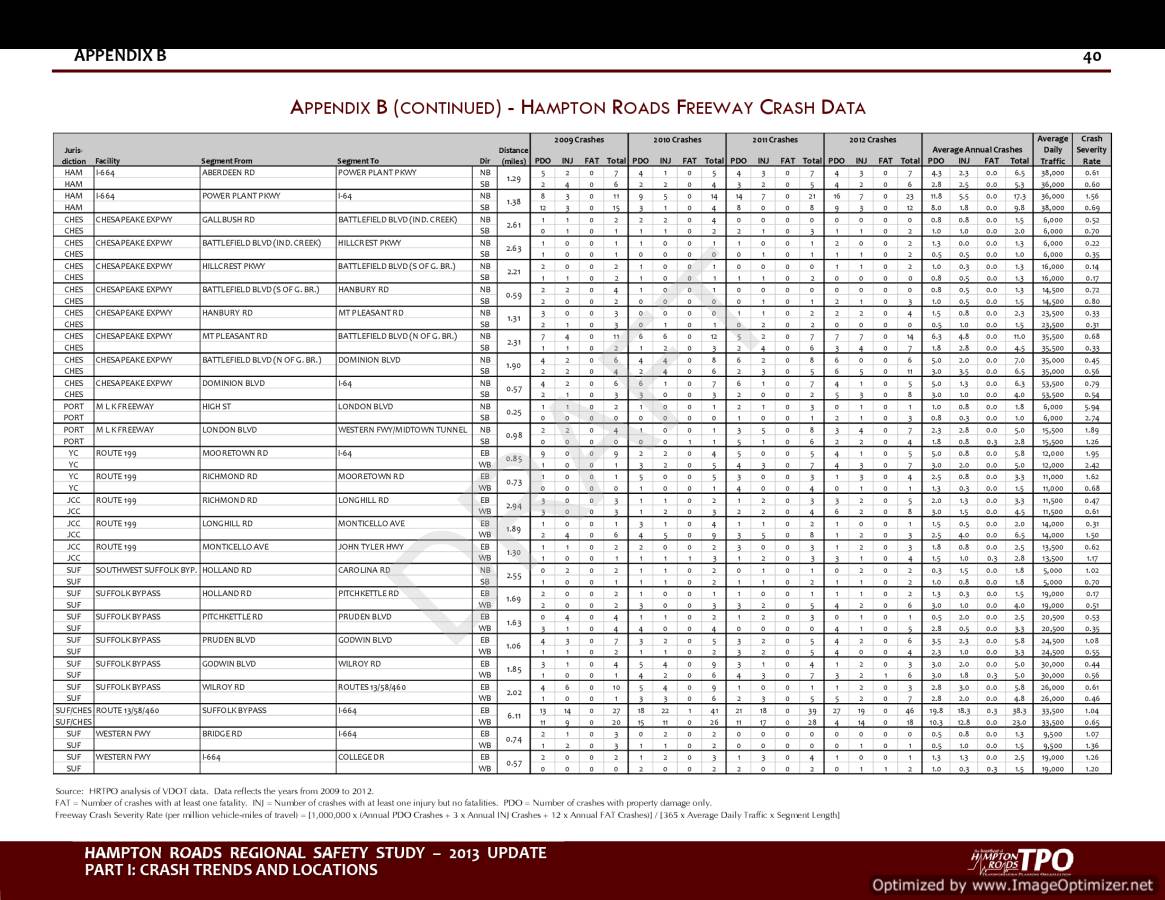 APPENDIX B 40
APPENDIX B (CONTINUED) - HAMPTON ROADS FREEWAY CRASH DATA
2009 Crashes 2010 Crashes 2011 Crashes 2012 Crashes Average Crash
Juris- Distance Daily Severity
diction Facility Segment From Segment To Dir (miles) PDO INJ FAT Total PDO INJ FAT Total PDO INJ FAT Total PDO INJ FAT Total Average Annual Crashes PDO INJ FAT Total Traffic Rate
HAM I-664 ABERDEEN RD POWER PLANT PKWY NB 1.29 5 2 0 7 4 1 0 5 4 3 0 7 4 3 0 7 4.3 2.3 0.0 6.5 38,000 0.61
HAM SB 2 4 0 6 2 2 0 4 3 2 0 5 4 2 0 6 2.8 2.5 0.0 5.3 36,000 0.60
HAM I-664 POWER PLANT PKWY I-64 NB 1.38 8 3 0 11 9 5 0 14 14 7 0 21 16 7 0 23 11.8 5.5 0.0 17.3 36,000 1.56
HAM SB 12 3 0 15 3 1 0 4 8 0 0 8 9 3 0 12 8.0 1.8 0.0 9.8 38,000 0.69
CHES CHESAPEAKE EXPWY GALLBUSH RD BATTLEFIELD BLVD (IND. CREEK) NB 2.61 1 1 0 2 2 2 0 4 0 0 0 0 0 0 0 0 0.8 0.8 0.0 1.5 6,000 0.52
CHES SB 0 1 0 1 1 1 0 2 2 1 0 3 1 1 0 2 1.0 1.0 0.0 2.0 6,000 0.70
CHES CHESAPEAKE EXPWY BATTLEFIELD BLVD (IND. CREEK) HILLCREST PKWY NB 2.63 1 0 0 1 1 0 0 1 1 0 0 1 2 0 0 2 1.3 0.0 0.0 1.3 6,000 0.22
CHES SB 1 0 0 1 0 0 0 0 0 1 0 1 1 1 0 2 0.5 0.5 0.0 1.0 6,000 0.35
CHES CHESAPEAKE EXPWY HILLCREST PKWY BATTLEFIELD BLVD (S OF G. BR.) NB 2.21 2 0 0 2 1 0 0 1 0 0 0 0 1 1 0 2 1.0 0.3 0.0 1.3 16,000 0.14
CHES SB 1 1 0 2 1 0 0 1 1 1 0 2 0 0 0 0 0.8 0.5 0.0 1.3 16,000 0.17
CHES CHESAPEAKE EXPWY BATTLEFIELD BLVD (S OF G. BR.) HANBURY RD NB 0.59 2 2 0 4 1 0 0 1 0 0 0 0 0 0 0 0 0.8 0.5 0.0 1.3 14,500 0.72
CHES SB 2 0 0 2 0 0 0 0 0 1 0 1 2 1 0 3 1.0 0.5 0.0 1.5 14,500 0.80
CHES CHESAPEAKE EXPWY HANBURY RD MT PLEASANT RD NB 1.31 3 0 0 3 0 0 0 0 1 1 0 2 2 2 0 4 1.5 0.8 0.0 2.3 23,500 0.33
CHES SB 2 1 0 3 0 1 0 1 0 2 0 2 0 0 0 0 0.5 1.0 0.0 1.5 23,500 0.31
CHES CHESAPEAKE EXPWY MT PLEASANT RD BATTLEFIELD BLVD (N OF G. BR.) NB 2.31 7 4 0 11 6 6 0 12 5 2 0 7 7 7 0 14 6.3 4.8 0.0 11.0 35,500 0.68
CHES SB 1 1 0 2 1 2 0 3 2 4 0 6 3 4 0 7 1.8 2.8 0.0 4.5 35,500 0.33
CHES CHESAPEAKE EXPWY BATTLEFIELD BLVD (N OF G. BR.) DOMINION BLVD NB 1.90 4 2 0 6 4 4 0 8 6 2 0 8 6 0 0 6 5.0 2.0 0.0 7.0 35,000 0.45
CHES SB 2 2 0 4 2 4 0 6 2 3 0 5 6 5 0 11 3.0 3.5 0.0 6.5 35,000 0.56
CHES CHESAPEAKE EXPWY DOMINION BLVD I-64 NB 0.57 4 2 0 6 6 1 0 7 6 1 0 7 4 1 0 5 5.0 1.3 0.0 6.3 53,500 0.79
CHES SB 2 1 0 3 3 0 0 3 2 0 0 2 5 3 0 8 3.0 1.0 0.0 4.0 53,500 0.54
PORT M L K FREEWAY HIGH ST LONDON BLVD NB 0.25 1 1 0 2 1 0 0 1 2 1 0 3 0 1 0 1 1.0 0.8 0.0 1.8 6,000 5.94
PORT SB 0 0 0 0 0 0 0 0 1 0 0 1 2 1 0 3 0.8 0.3 0.0 1.0 6,000 2.74
PORT M L K FREEWAY LONDON BLVD WESTERN FWY/MIDTOWN TUNNEL NB 0.98 2 2 0 4 1 0 0 1 3 5 0 8 3 4 0 7 2.3 2.8 0.0 5.0 15,500 1.89
PORT SB 0 0 0 0 0 0 1 1 5 1 0 6 2 2 0 4 1.8 0.8 0.3 2.8 15,500 1.26
YC ROUTE 199 MOORETOWN RD I-64 EB 0.85 9 0 0 9 2 2 0 4 5 0 0 5 4 1 0 5 5.0 0.8 0.0 5.8 12,000 1.95
YC WB 1 0 0 1 3 2 0 5 4 3 0 7 4 3 0 7 3.0 2.0 0.0 5.0 12,000 2.42
YC ROUTE 199 RICHMOND RD MOORETOWN RD EB 0.73 1 0 0 1 5 0 0 5 3 0 0 3 1 3 0 4 2.5 0.8 0.0 3.3 11,000 1.62
YC WB 0 0 0 0 1 0 0 1 4 0 0 4 0 1 0 1 1.3 0.3 0.0 1.5 11,000 0.68
JCC ROUTE 199 RICHMOND RD LONGHILL RD EB 2.94 3 0 0 3 1 1 0 2 1 2 0 3 3 2 0 5 2.0 1.3 0.0 3.3 11,500 0.47
JCC WB 3 0 0 3 1 2 0 3 2 2 0 4 6 2 0 8 3.0 1.5 0.0 4.5 11,500 0.61
JCC ROUTE 199 LONGHILL RD MONTICELLO AVE EB 1.89 1 0 0 1 3 1 0 4 1 1 0 2 1 0 0 1 1.5 0.5 0.0 2.0 14,000 0.31
JCC WB 2 4 0 6 4 5 0 9 3 5 0 8 1 2 0 3 2.5 4.0 0.0 6.5 14,000 1.50
JCC ROUTE 199 MONTICELLO AVE JOHN TYLER HWY EB 1.30 1 1 0 2 2 0 0 2 3 0 0 3 1 2 0 3 1.8 0.8 0.0 2.5 13,500 0.62
JCC WB 1 0 0 1 1 1 1 3 1 2 0 3 3 1 0 4 1.5 1.0 0.3 2.8 13,500 1.17
SUF SOUTHWEST SUFFOLK BYP. HOLLAND RD CAROLINA RD NB 2.55 0 2 0 2 1 1 0 2 0 1 0 1 0 2 0 2 0.3 1.5 0.0 1.8 5,000 1.02
SUF SB 1 0 0 1 1 1 0 2 1 1 0 2 1 1 0 2 1.0 0.8 0.0 1.8 5,000 0.70
SUF SUFFOLK BYPASS HOLLAND RD PITCHKETTLE RD EB 1.69 2 0 0 2 1 0 0 1 1 0 0 1 1 1 0 2 1.3 0.3 0.0 1.5 19,000 0.17
SUF WB 2 0 0 2 3 0 0 3 3 2 0 5 4 2 0 6 3.0 1.0 0.0 4.0 19,000 0.51
SUF SUFFOLK BYPASS PITCHKETTLE RD PRUDEN BLVD EB 1.63 0 4 0 4 1 1 0 2 1 2 0 3 0 1 0 1 0.5 2.0 0.0 2.5 20,500 0.53
SUF WB 3 1 0 4 4 0 0 4 0 0 0 0 4 1 0 5 2.8 0.5 0.0 3.3 20,500 0.35
SUF SUFFOLK BYPASS PRUDEN BLVD GODWIN BLVD EB 1.06 4 3 0 7 3 2 0 5 3 2 0 5 4 2 0 6 3.5 2.3 0.0 5.8 24,500 1.08
SUF WB 1 1 0 2 1 1 0 2 3 2 0 5 4 0 0 4 2.3 1.0 0.0 3.3 24,500 0.55
SUF SUFFOLK BYPASS GODWIN BLVD WILROY RD EB 1.85 3 1 0 4 5 4 0 9 3 1 0 4 1 2 0 3 3.0 2.0 0.0 5.0 30,000 0.44
SUF WB 1 0 0 1 4 2 0 6 4 3 0 7 3 2 1 6 3.0 1.8 0.3 5.0 30,000 0.56
SUF SUFFOLK BYPASS WILROY RD ROUTES 13/58/460 EB 2.02 4 6 0 10 5 4 0 9 1 0 0 1 1 2 0 3 2.8 3.0 0.0 5.8 26,000 0.61
SUF WB 1 0 0 1 3 3 0 6 2 3 0 5 5 2 0 7 2.8 2.0 0.0 4.8 26,000 0.46
SUF/CHES ROUTE 13/58/460 SUFFOLK BYPASS I-664 EB 6.11 13 14 0 27 18 22 1 41 21 18 0 39 27 19 0 46 19.8 18.3 0.3 38.3 33,500 1.04
SUF/CHES WB 11 9 0 20 15 11 0 26 11 17 0 28 4 14 0 18 10.3 12.8 0.0 23.0 33,500 0.65
SUF WESTERN FWY BRIDGE RD I-664 EB 0.74 2 1 0 3 0 2 0 2 0 0 0 0 0 0 0 0 0.5 0.8 0.0 1.3 9,500 1.07
SUF WB 1 2 0 3 1 1 0 2 0 0 0 0 0 1 0 1 0.5 1.0 0.0 1.5 9,500 1.36
SUF WESTERN FWY I-664 COLLEGE DR EB 0.57 2 0 0 2 1 2 0 3 1 3 0 4 1 0 0 1 1.3 1.3 0.0 2.5 19,000 1.26
SUF WB 0 0 0 0 2 0 0 2 2 0 0 2 0 1 1 2 1.0 0.3 0.3 1.5 19,000 1.20
DRAFT
Source: HRTPO analysis of VDOT data. Data reflects the years from 2009 to 2012.
FAT = Number of crashes with at least one fatality. INJ = Number of crashes with at least one injury but no fatalities. PDO = Number of crashes with property damage only.
Freeway Crash Severity Rate (per million vehicle-miles of travel) = [1,000,000 x (Annual PDO Crashes + 3 x Annual INJ Crashes + 12 x Annual FAT Crashes)] / [365 x Average Daily Traffic x Segment Length]
HAMPTON ROADS REGIONAL SAFETY STUDY – 2013 UPDATE
PART I: CRASH TRENDS AND LOCATIONS
HAMPTON ROADS TPO
Optimized by www.ImageOptimizer.net